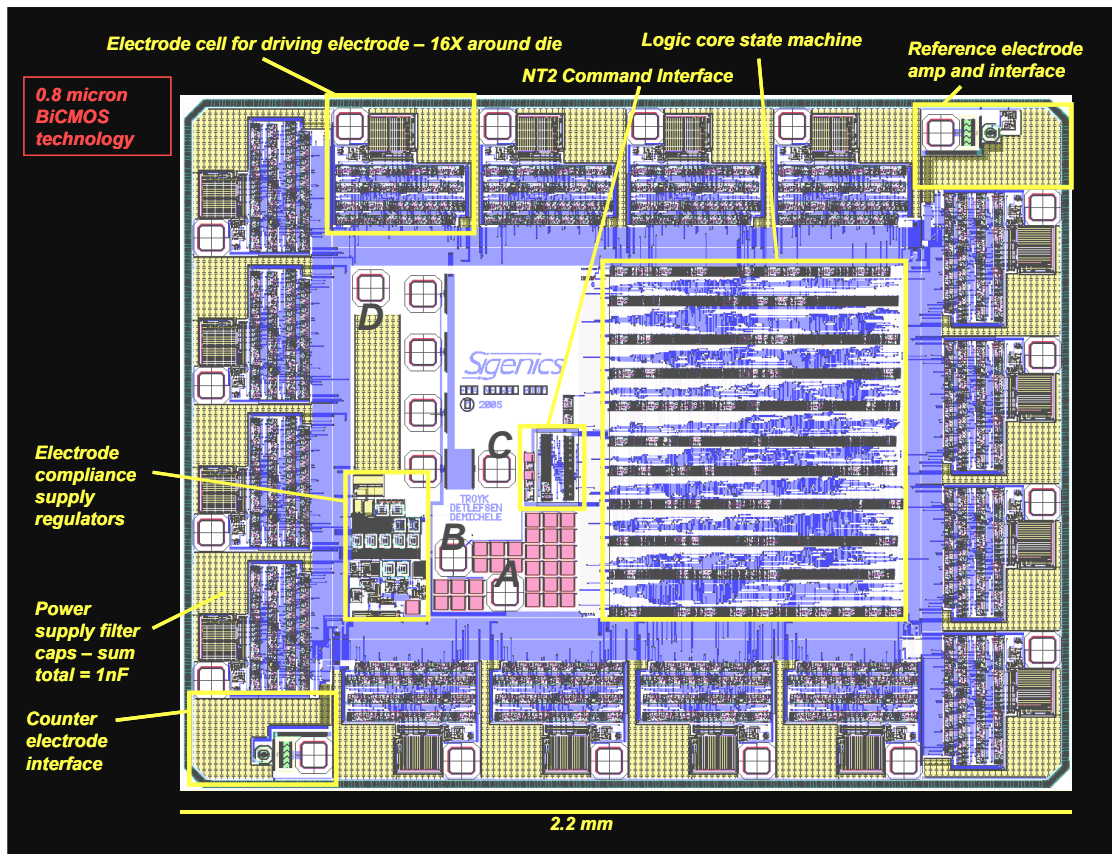 Electrode cell for driving electrode – 16X around die
Logic core state machine
NT2 Command Interface
Reference electrode
amp and interface
0.8 micron
BiCMOS
technology
D
Sigenics
2005
C
Electrode
compliance
supply
regulators
TROYK
DETLEFSEN
DEMICHELE
B
A
Power
supply filter
caps – sum
total = 1nF
Counter
electrode
interface
2.2 mm